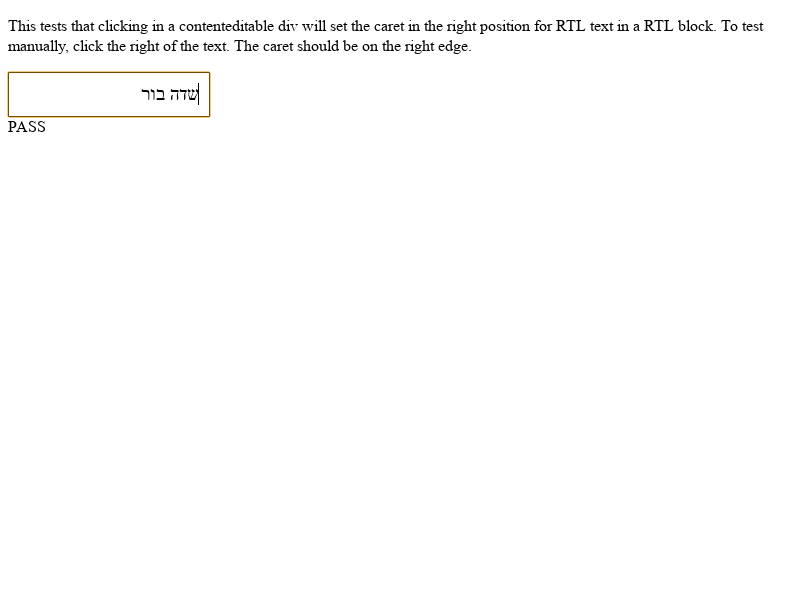 This tests that clicking in a contenteditable div will set the caret in the right position for RTL text in a RTL block. To test
manually, click the right of the text. The caret should be on the right edge.
שדה בור
PASS